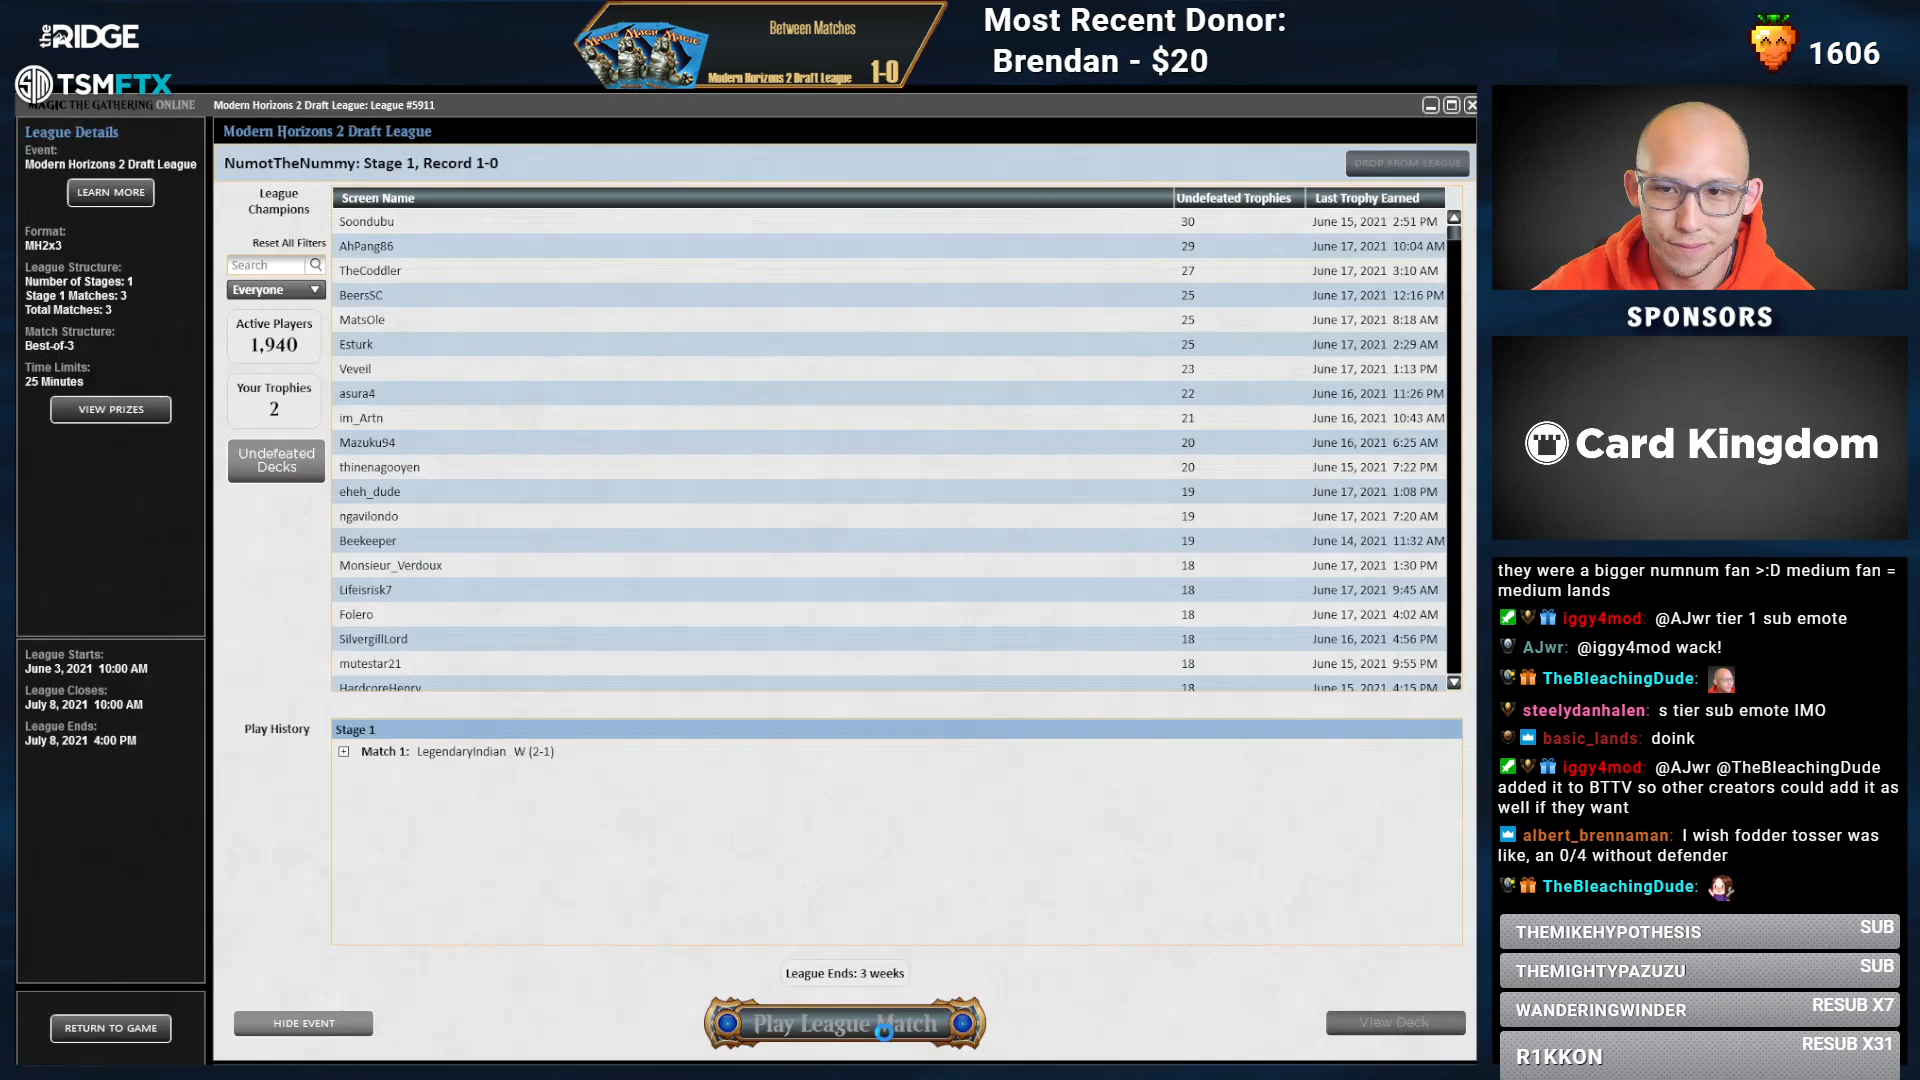 the RIDGE
TSMFTX
MAGIC THE GATHERING ONLINE
MAGIC MAGIC MAGIC
Between Matches
Modern Horizons 2 Draft League 1-0
Most Recent Donor:
Brendan - $20
1606
Modern Horizons 2 Draft League: League #5911
League Details
Event:
Modern Horizons 2 Draft League
LEARN MORE
Format:
MH2x3
League Structure:
Number of Stages: 1
Stage 1 Matches: 3
Total Matches: 3
Match Structure:
Best-of-3
Time Limits:
25 Minutes
VIEW PRIZES
League Starts:
June 3, 2021 10:00 AM
League Closes:
July 8, 2021 10:00 AM
League Ends:
July 8, 2021 4:00 PM
RETURN TO GAME
Modern Horizons 2 Draft League
NumotTheNummy: Stage 1, Record 1-0
DROP FROM LEAGUE
League
Champions
Reset All Filters
Search
Everyone
Active Players
1,940
Your Trophies
2
Undefeated
Decks
Screen Name Undefeated Trophies Last Trophy Earned
Soondubu 30 June 15, 2021 2:51 PM
AhPang86 29 June 17, 2021 10:04 AM
TheCoddler 27 June 17, 2021 3:10 AM
BeersSC 25 June 17, 2021 12:16 PM
MatsOle 25 June 17, 2021 8:18 AM
Esturk 25 June 17, 2021 2:29 AM
Veveil 23 June 17, 2021 1:13 PM
asura4 22 June 16, 2021 11:26 PM
im_Artn 21 June 16, 2021 10:43 AM
Mazuku94 20 June 16, 2021 6:25 AM
thinenagooyen 20 June 15, 2021 7:22 PM
eheh_dude 19 June 17, 2021 1:08 PM
ngavilondo 19 June 17, 2021 7:20 AM
Beekeeper 19 June 14, 2021 11:32 AM
Monsieur_Verdoux 18 June 17, 2021 1:30 PM
Lifeisrisk7 18 June 17, 2021 9:45 AM
Folero 18 June 17, 2021 4:02 AM
SilvergillLord 18 June 16, 2021 4:56 PM
mutestar21 18 June 15, 2021 9:55 PM
HardcoreHenry 18 June 15, 2021 4:15 PM
Play History
Stage 1
Match 1: LegendaryIndian W (2-1)
League Ends: 3 weeks
HIDE EVENT
Play League Match
View Deck
SPONSORS
Card Kingdom
they were a bigger numnum fan >:D medium fan =
medium lands
iggy4mod: @AJwr tier 1 sub emote
AJwr: @iggy4mod wack!
TheBleachingDude:
steelydanhalen: s tier sub emote IMO
basic_lands: doink
iggy4mod: @AJwr @TheBleachingDude
added it to BTTV so other creators could add it as
well if they want
albert_brennaman: I wish fodder tosser was
like, an 0/4 without defender
TheBleachingDude:
THEMIKEHYPOTHESIS SUB
THEMIGHTYPAZUZU SUB
WANDERINGWINDER RESUB X7
R1KKON RESUB X31